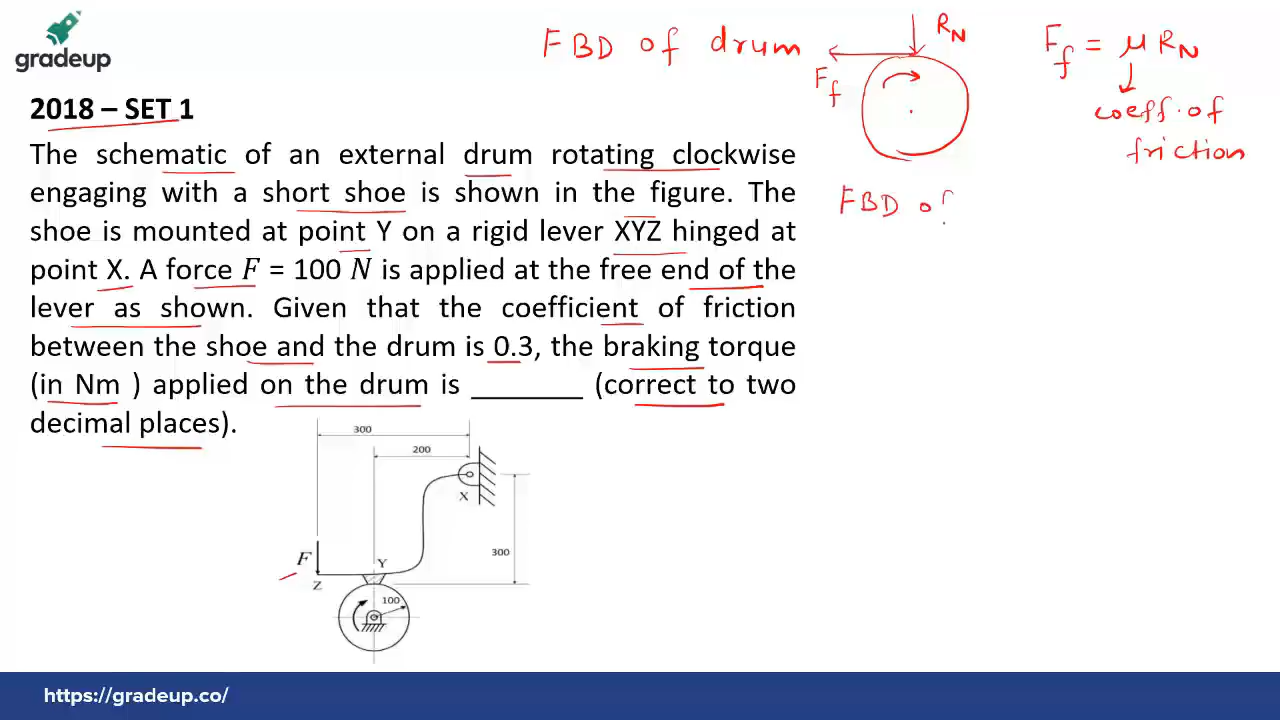 gradeup
FBD of drum
R_N
F_f
F_f = μ R_N
coeff. of
friction
FBD of
2018 – SET 1
The schematic of an external drum rotating clockwise
engaging with a short shoe is shown in the figure. The
shoe is mounted at point Y on a rigid lever XYZ hinged at
point X. A force F = 100 N is applied at the free end of the
lever as shown. Given that the coefficient of friction
between the shoe and the drum is 0.3, the braking torque
(in Nm ) applied on the drum is ________ (correct to two
decimal places).
300
200
X
F
Y
300
Z
100
https://gradeup.co/